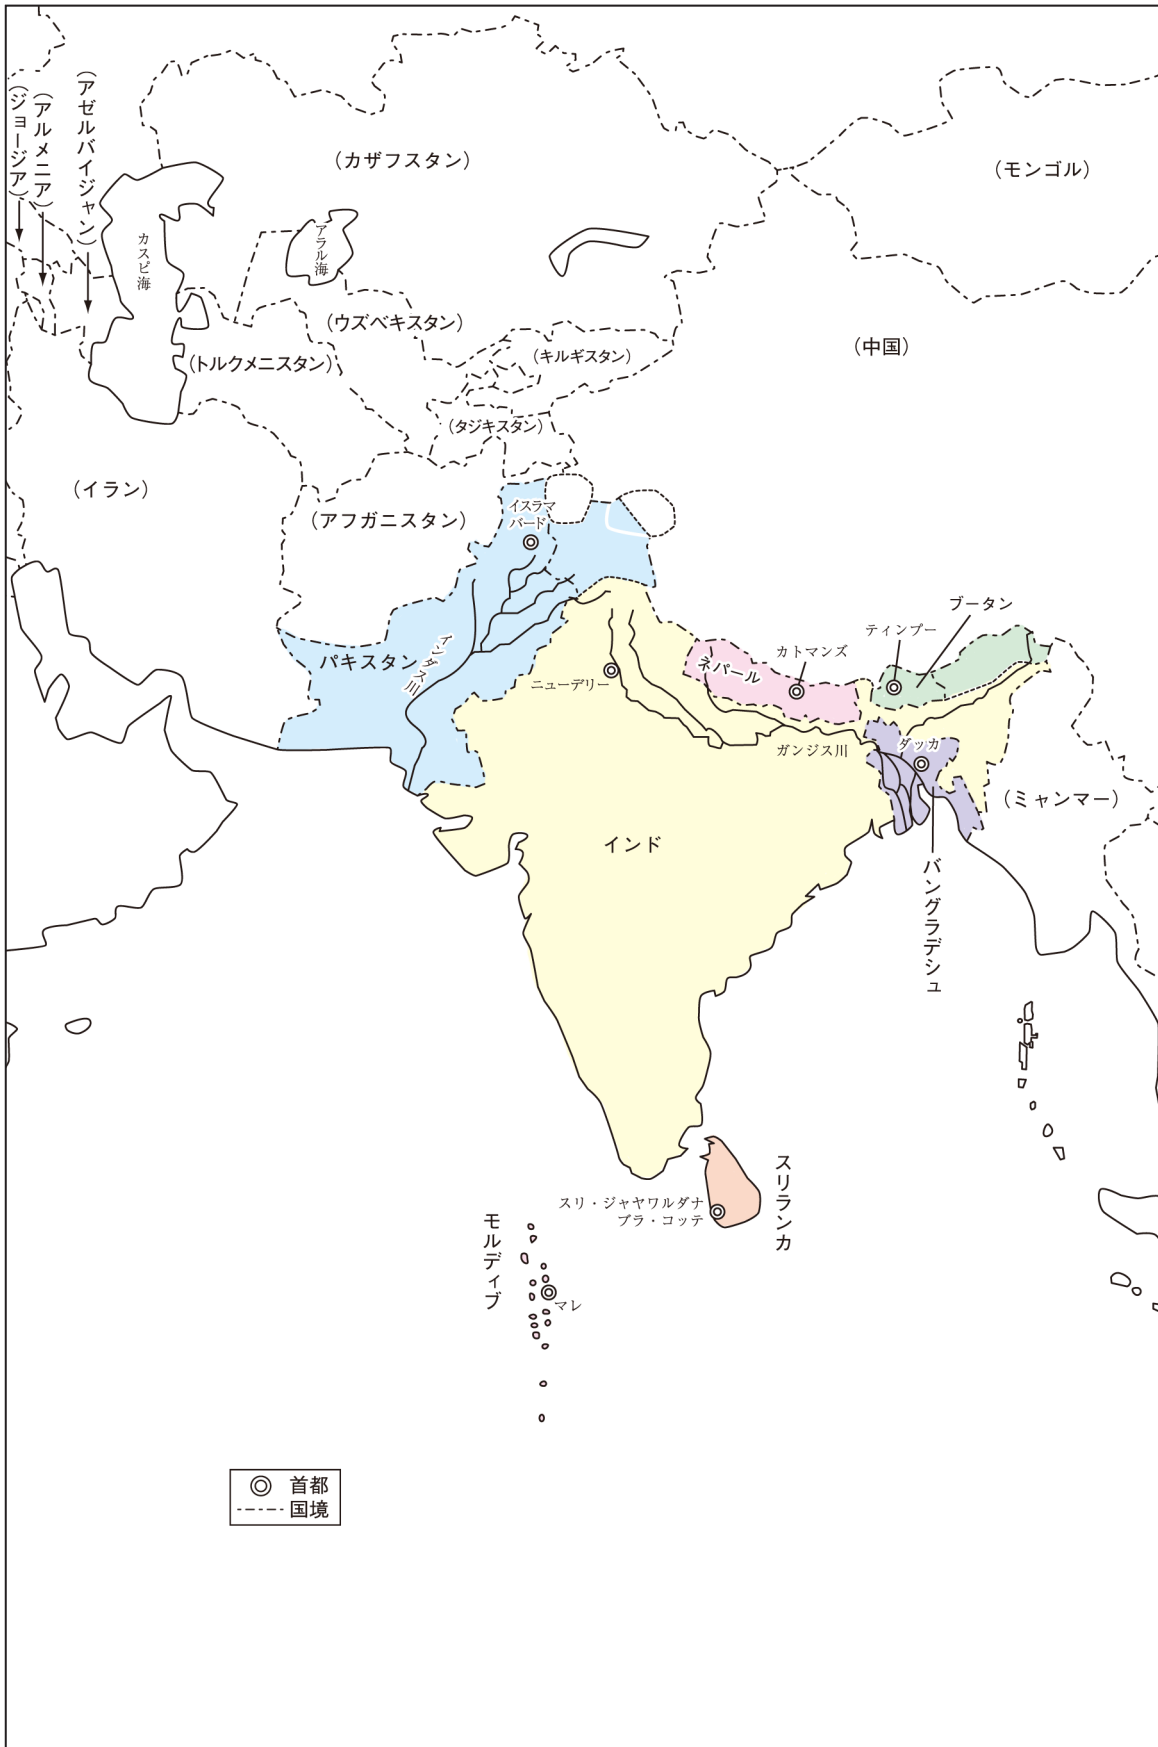 (ジョージア)
(アルメニア)
(アゼルバイジャン)
(カザフスタン)
(モンゴル)
カスピ海
アラル海
(ウズベキスタン)
(キルギスタン)
(中国)
(トルクメニスタン)
(タジキスタン)
(イラン)
(アフガニスタン)
イスラマ
バード
パキスタン
インダス川
ニューデリー
ネパール
カトマンズ
ティンプー
ブータン
ガンジス川
ダッカ
(ミャンマー)
インド
バングラデシュ
スリランカ
スリ・ジャヤワルダナ
プラ・コッテ
モルディブ
マレ
首都
国境